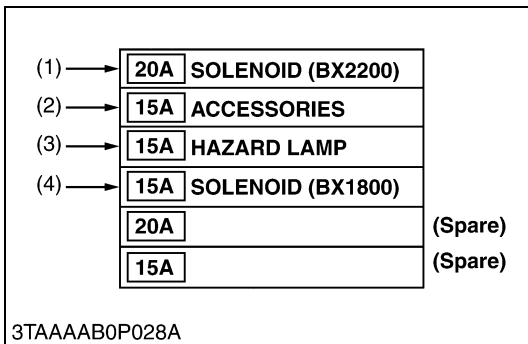 (1) 20A SOLENOID (BX2200)
(2) 15A ACCESSORIES
(3) 15A HAZARD LAMP
(4) 15A SOLENOID (BX1800)
20A (Spare)
15A (Spare)
3TAAAAB0P028A